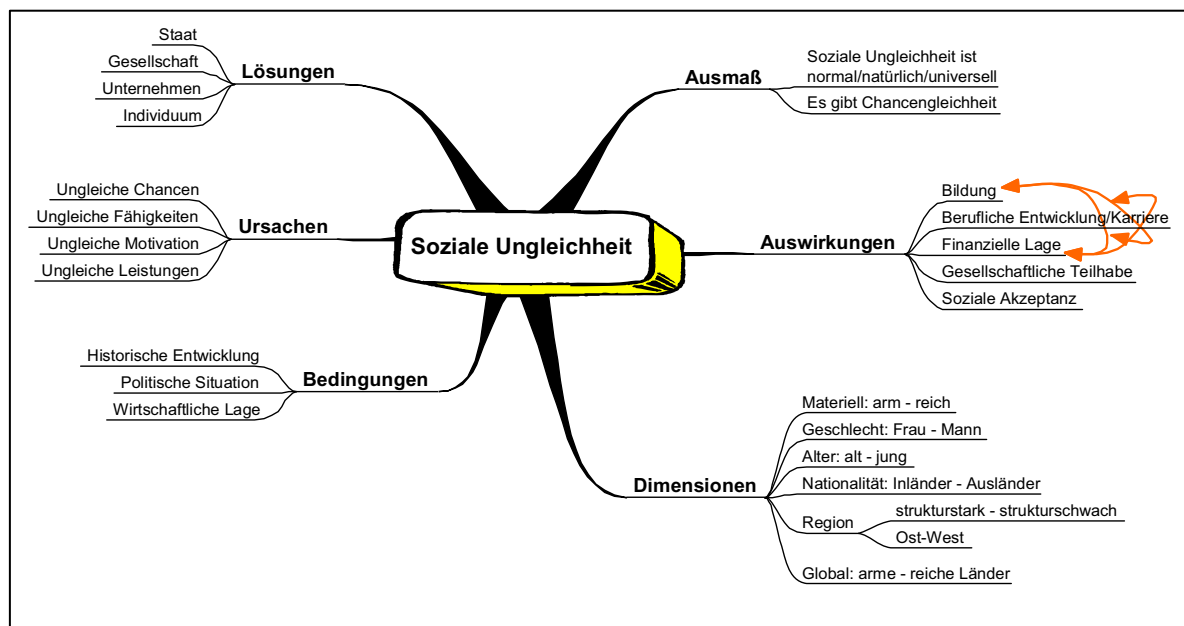 Soziale Ungleichheit
Lösungen
Staat
Gesellschaft
Unternehmen
Individuum
Ursachen
Ungleiche Chancen
Ungleiche Fähigkeiten
Ungleiche Motivation
Ungleiche Leistungen
Bedingungen
Historische Entwicklung
Politische Situation
Wirtschaftliche Lage
Ausmaß
Soziale Ungleichheit ist
normal/natürlich/universell
Es gibt Chancengleichheit
Auswirkungen
Bildung
Berufliche Entwicklung/Karriere
Finanzielle Lage
Gesellschaftliche Teilhabe
Soziale Akzeptanz
Dimensionen
Materiell: arm - reich
Geschlecht: Frau - Mann
Alter: alt - jung
Nationalität: Inländer - Ausländer
Region
strukturstark - strukturschwach
Ost-West
Global: arme - reiche Länder